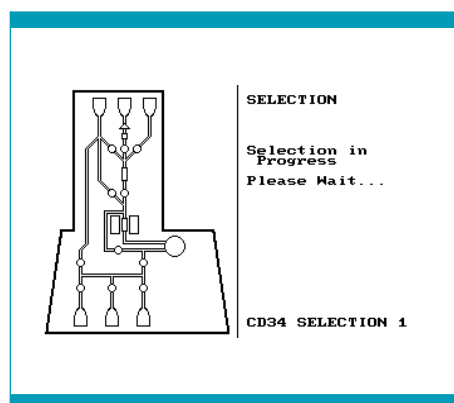 SELECTION
Selection in
Progress
Please Wait...
CD34 SELECTION 1